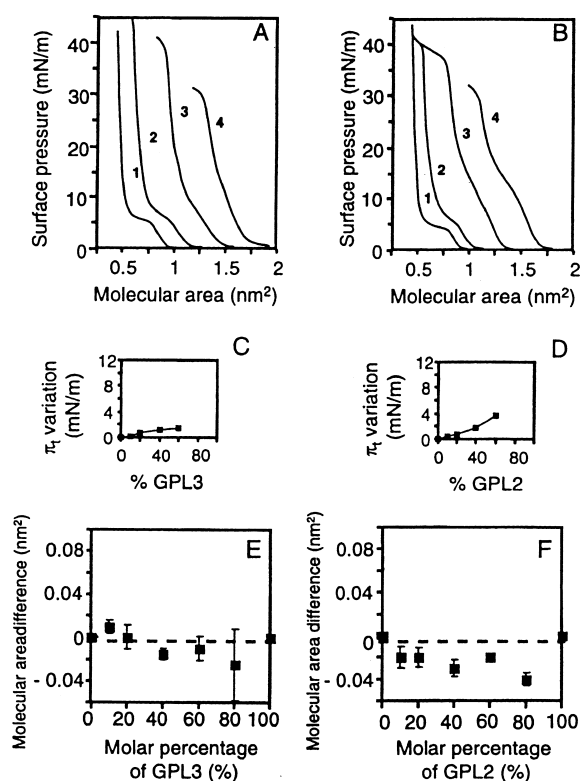 A
Surface pressure (mN/m)
40
30
20
10
0
1
2
3
4
0.5
1
1.5
2
Molecular area (nm²)
B
Surface pressure (mN/m)
40
30
20
10
0
1
2
3
4
0.5
1
1.5
2
Molecular area (nm²)
C
πt variation
(mN/m)
12
8
4
0
0
40
80
% GPL3
D
πt variation
(mN/m)
12
8
4
0
0
40
80
% GPL2
E
Molecular areadifference (nm²)
0.08
0.04
0
- 0.04
0
20
40
60
80
100
Molar percentage
of GPL3 (%)
F
Molecular area difference (nm²)
0.08
0.04
0
- 0.04
0
20
40
60
80
100
Molar percentage
of GPL2 (%)